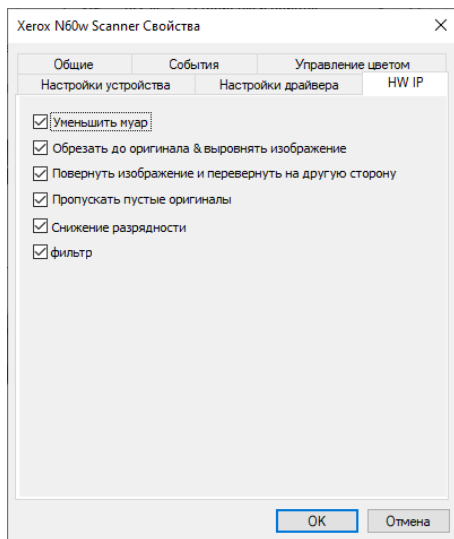 Xerox N60w Scanner Свойства
Общие События Управление цветом
Настройки устройства Настройки драйвера HW IP
Уменьшить муар
Обрезать до оригинала & выровнять изображение
Повернуть изображение и перевернуть на другую сторону
Пропускать пустые оригиналы
Снижение разрядности
фильтр
OK Отмена